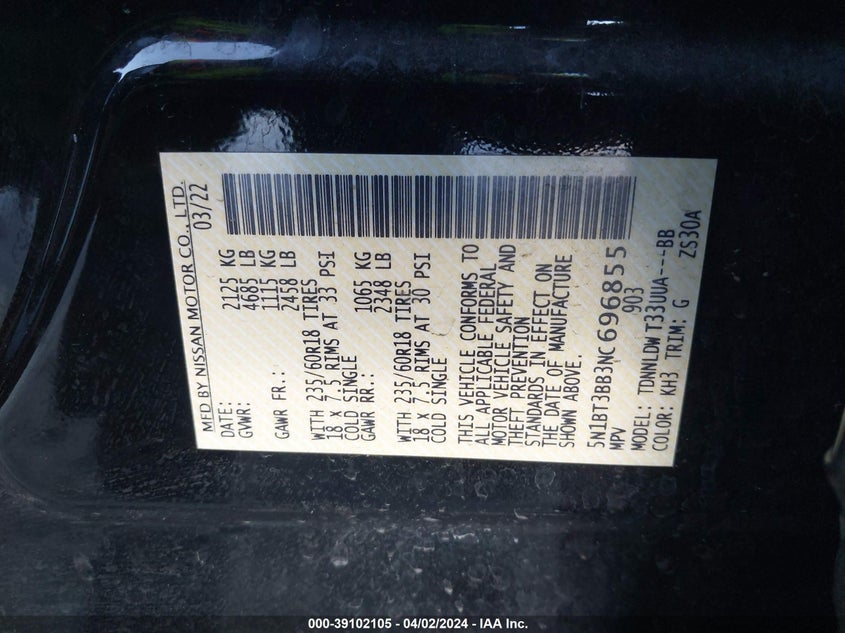 MFD BY NISSAN MOTOR CO., LTD.
DATE: 03/22
GVWR: 2125 KG
4685 LB
GAWR FR.: 1115 KG
2458 LB
WITH 235/60R18 TIRES
18 x 7.5 RIMS AT 33 PSI
COLD SINGLE
GAWR RR.: 1065 KG
2348 LB
WITH 235/60R18 TIRES
18 x 7.5 RIMS AT 30 PSI
COLD SINGLE
THIS VEHICLE CONFORMS TO
ALL APPLICABLE FEDERAL
MOTOR VEHICLE SAFETY AND
THEFT PREVENTION
STANDARDS IN EFFECT ON
THE DATE OF MANUFACTURE
SHOWN ABOVE.
5N1BT3BB3NC696855
MPV 903
MODEL: TDNNLDW T33UUA---BB
COLOR: KH3 TRIM: G ZS30A
000-39102105 - 04/02/2024 - IAA Inc.